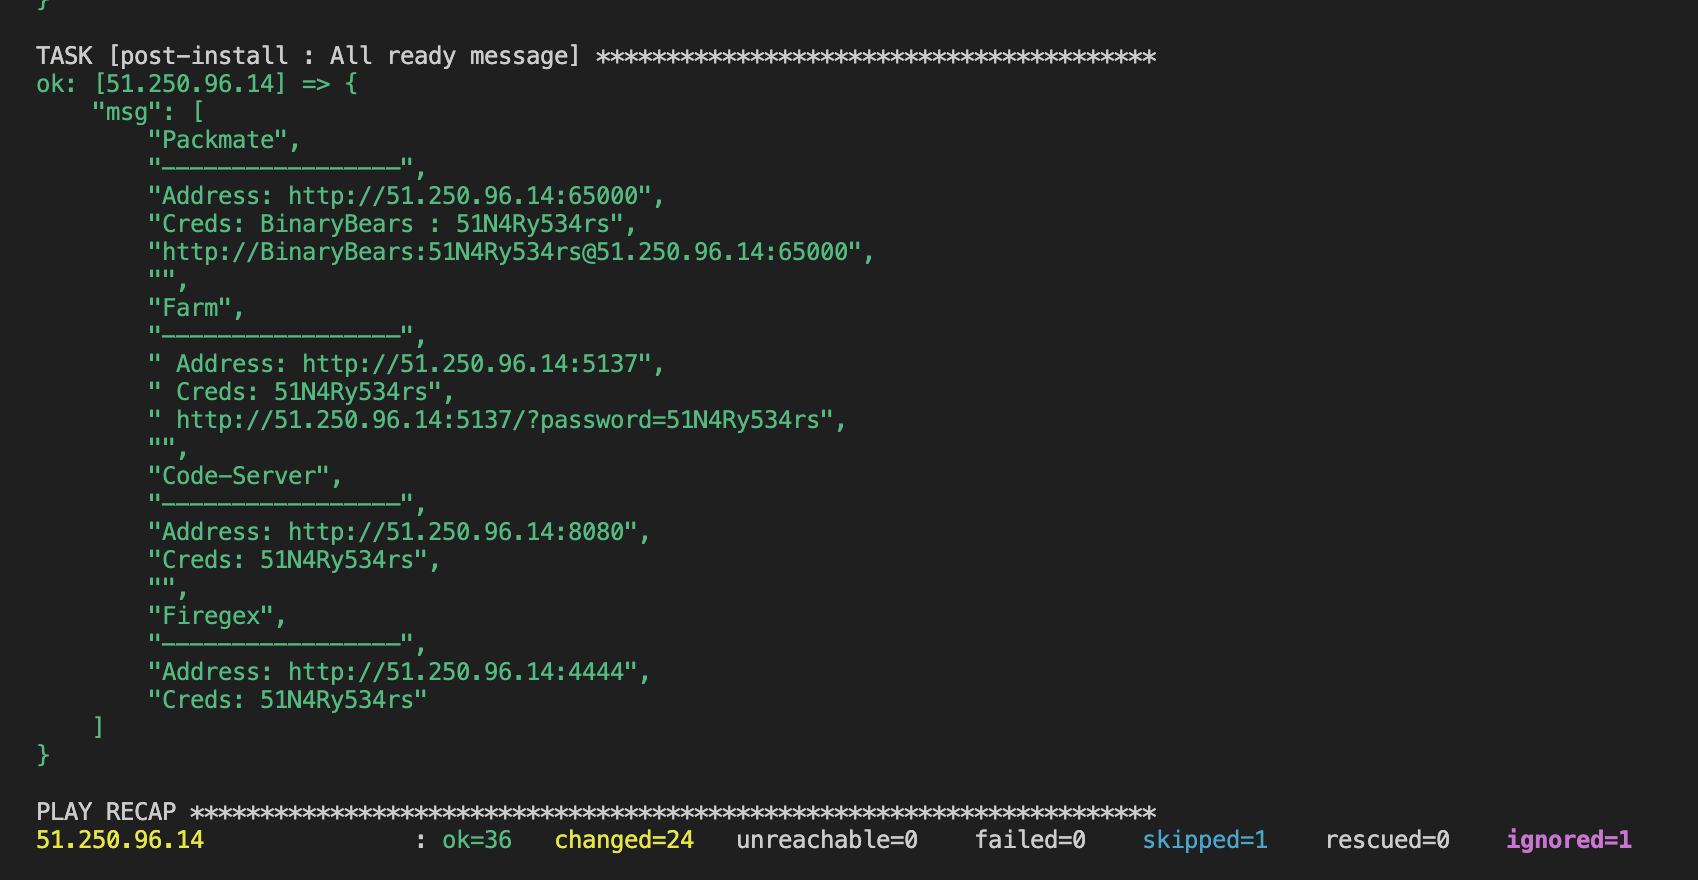 }
TASK [post-install : All ready message] ****************************************
ok: [51.250.96.14] => {
    "msg": [
        "Packmate",
        "—————————————————",
        "Address: http://51.250.96.14:65000",
        "Creds: BinaryBears : 51N4Ry534rs",
        "http://BinaryBears:51N4Ry534rs@51.250.96.14:65000",
        "",
        "Farm",
        "—————————————————",
        " Address: http://51.250.96.14:5137",
        " Creds: 51N4Ry534rs",
        " http://51.250.96.14:5137/?password=51N4Ry534rs",
        "",
        "Code-Server",
        "—————————————————",
        "Address: http://51.250.96.14:8080",
        "Creds: 51N4Ry534rs",
        "",
        "Firegex",
        "—————————————————",
        "Address: http://51.250.96.14:4444",
        "Creds: 51N4Ry534rs"
    ]
}
PLAY RECAP *********************************************************************
51.250.96.14               : ok=36   changed=24   unreachable=0    failed=0    skipped=1    rescued=0    ignored=1